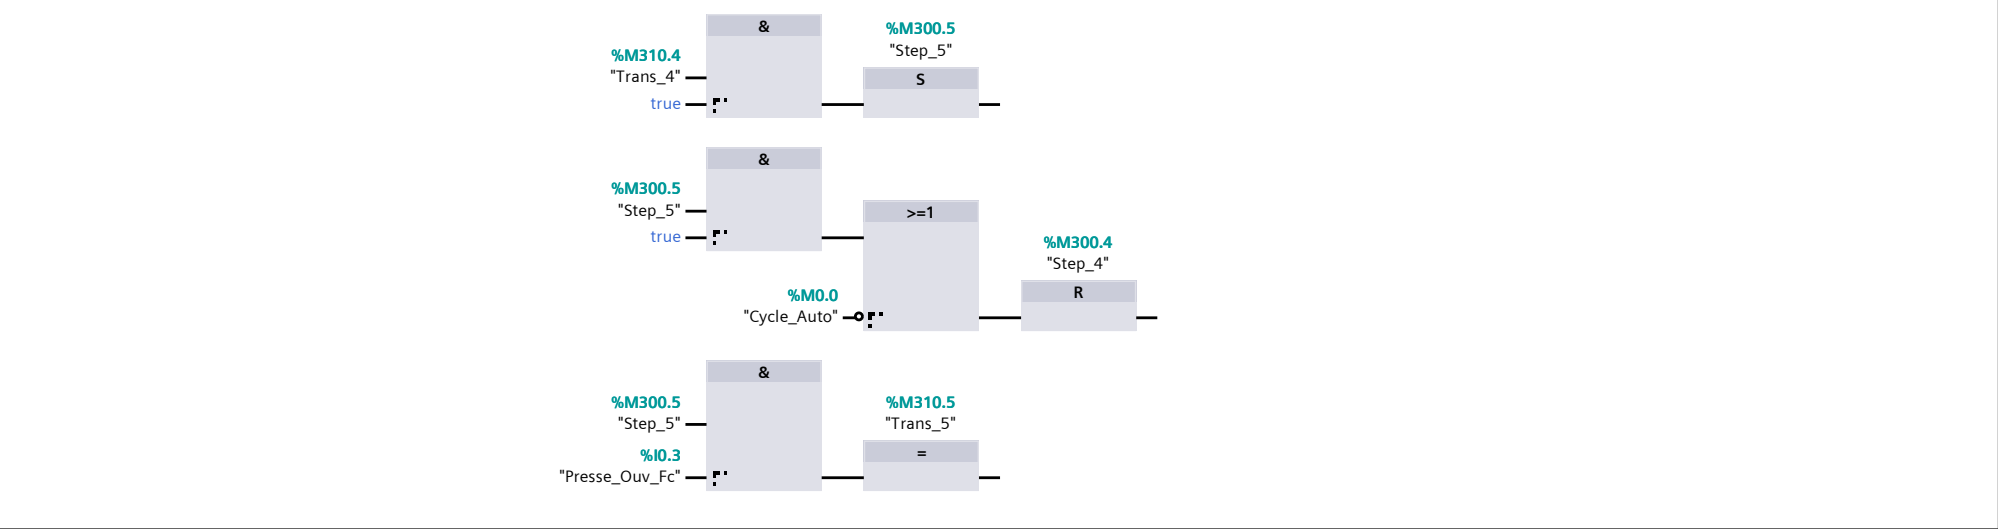 &
%M310.4
"Trans_4"
true
%M300.5
"Step_5"
S
&
%M300.5
"Step_5"
true
>=1
%M0.0
"Cycle_Auto"
%M300.4
"Step_4"
R
&
%M300.5
"Step_5"
%I0.3
"Presse_Ouv_Fc"
%M310.5
"Trans_5"
=